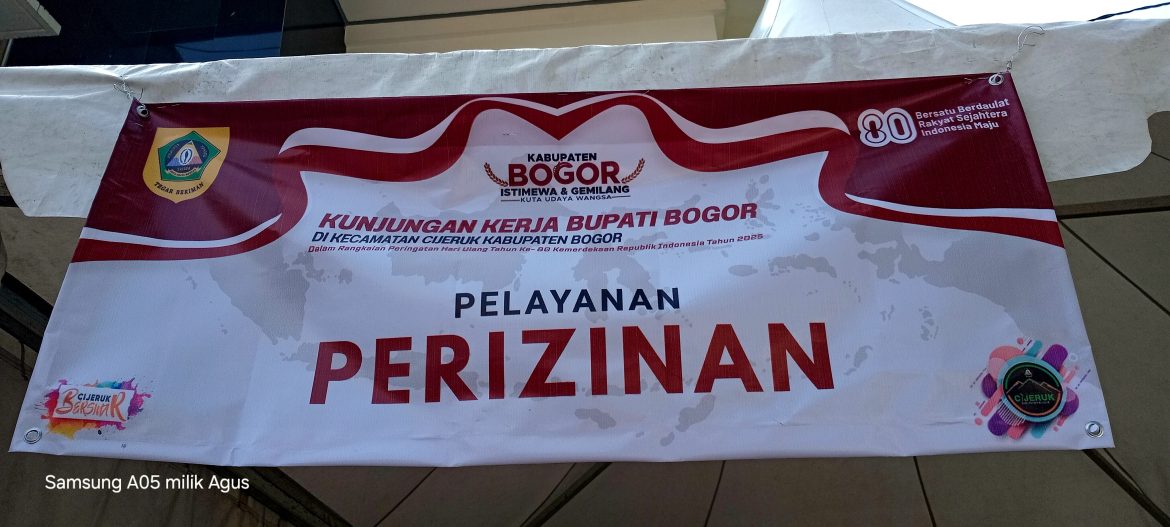 80 Bersatu Berdaulat
Rakyat Sejahtera
Indonesia Maju
TEGAR BERIMAN
KABUPATEN
BOGOR
ISTIMEWA & GEMILANG
KUTA UDAYA WANGSA
KUNJUNGAN KERJA BUPATI BOGOR
DI KECAMATAN CIJERUK KABUPATEN BOGOR
Dalam Rangkaian Peringatan Hari Ulang Tahun Ke- 80 Kemerdekaan Republik Indonesia Tahun 2025
PELAYANAN
PERIZINAN
CIJERUK
CIJERUK
Samsung A05 milik Agus